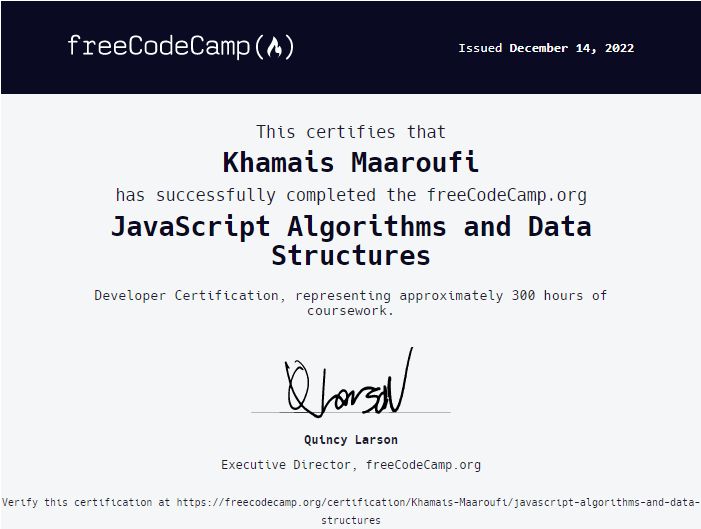 freeCodeCamp(🔥)
Issued December 14, 2022
This certifies that
Khamais Maaroufi
has successfully completed the freeCodeCamp.org
JavaScript Algorithms and Data
Structures
Developer Certification, representing approximately 300 hours of
coursework.
Q Larson
Quincy Larson
Executive Director, freeCodeCamp.org
Verify this certification at https://freecodecamp.org/certification/Khamais-Maaroufi/javascript-algorithms-and-data-
structures